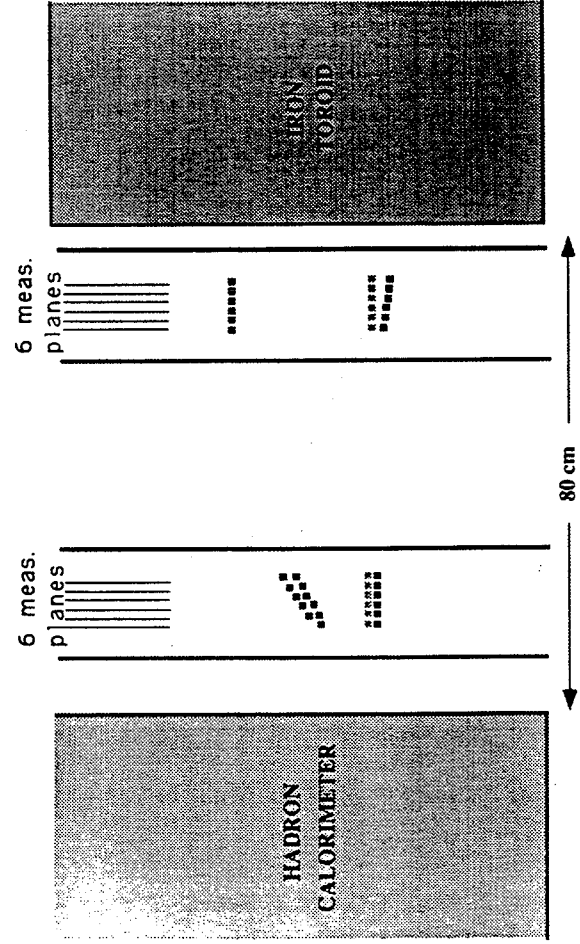 6 meas.
planes
6 meas.
planes
HADRON
CALORIMETER
IRON
TOROID
80 cm